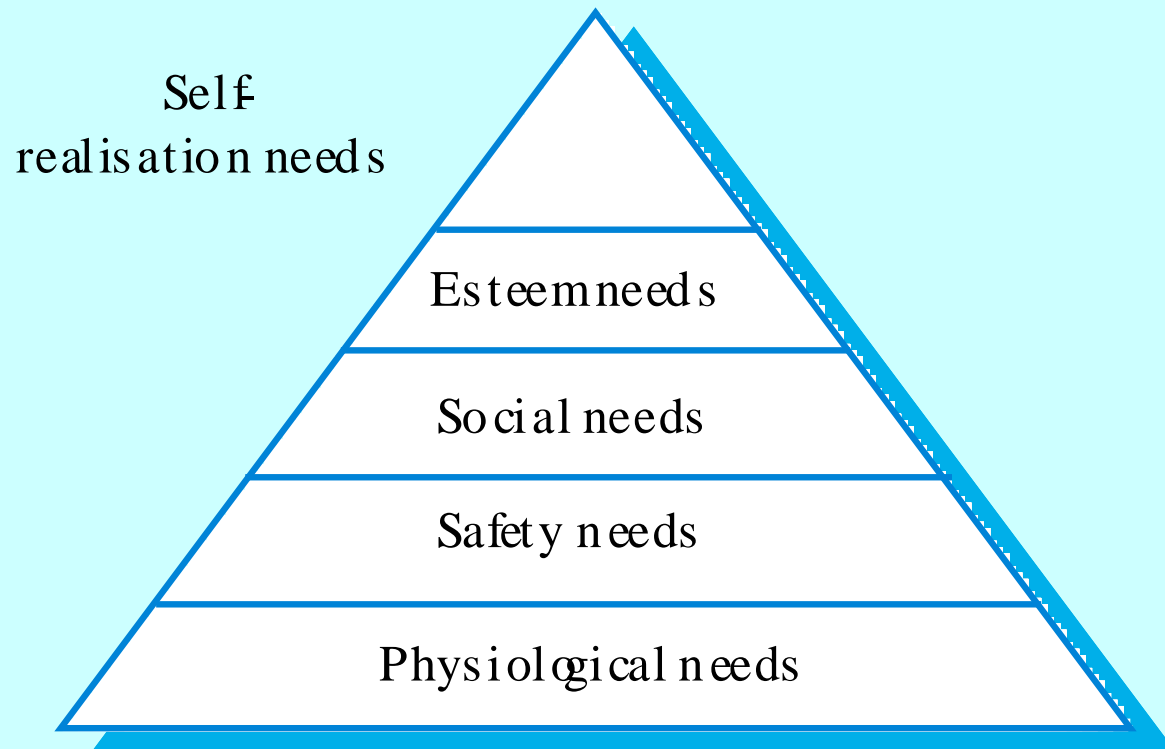 Self-
realisation needs
Esteem needs
Social needs
Safety needs
Physiological needs